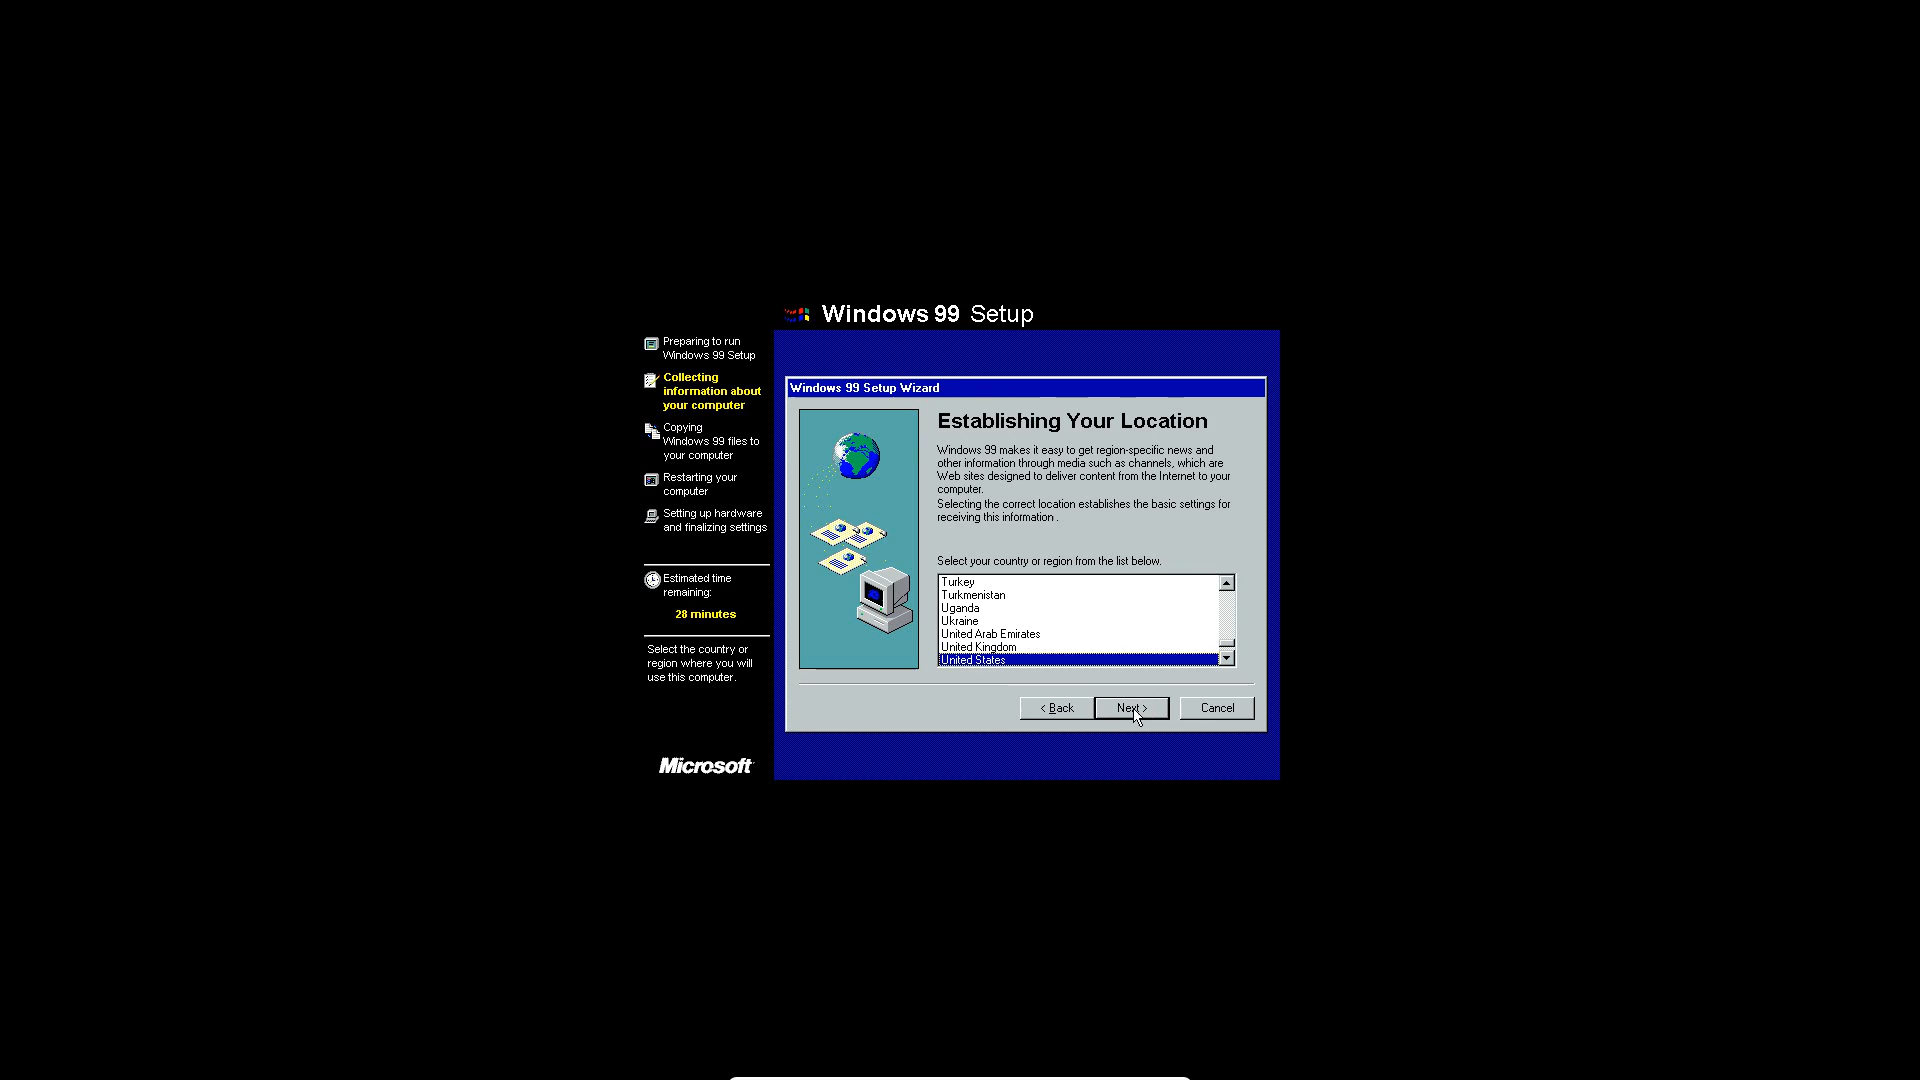 Windows 99 Setup
Preparing to run
Windows 99 Setup
Collecting
information about
your computer
Copying
Windows 99 files to
your computer
Restarting your
computer
Setting up hardware
and finalizing settings
Estimated time
remaining:
28 minutes
Select the country or
region where you will
use this computer.
Microsoft
Windows 99 Setup Wizard
Establishing Your Location
Windows 99 makes it easy to get region-specific news and
other information through media such as channels, which are
Web sites designed to deliver content from the Internet to your
computer.
Selecting the correct location establishes the basic settings for
receiving this information .
Select your country or region from the list below.
Turkey
Turkmenistan
Uganda
Ukraine
United Arab Emirates
United Kingdom
United States
< Back
Next >
Cancel